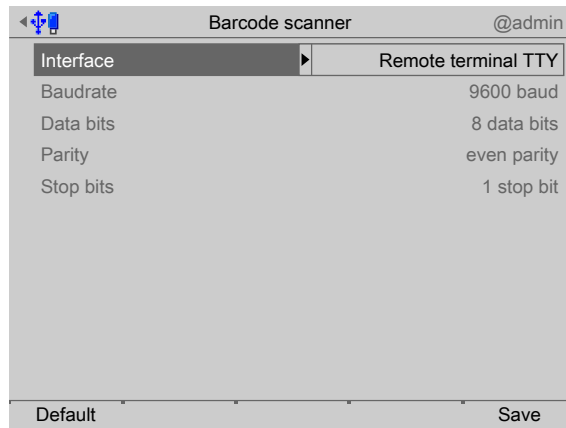 Barcode scanner @admin
Interface Remote terminal TTY
Baudrate 9600 baud
Data bits 8 data bits
Parity even parity
Stop bits 1 stop bit
Default Save